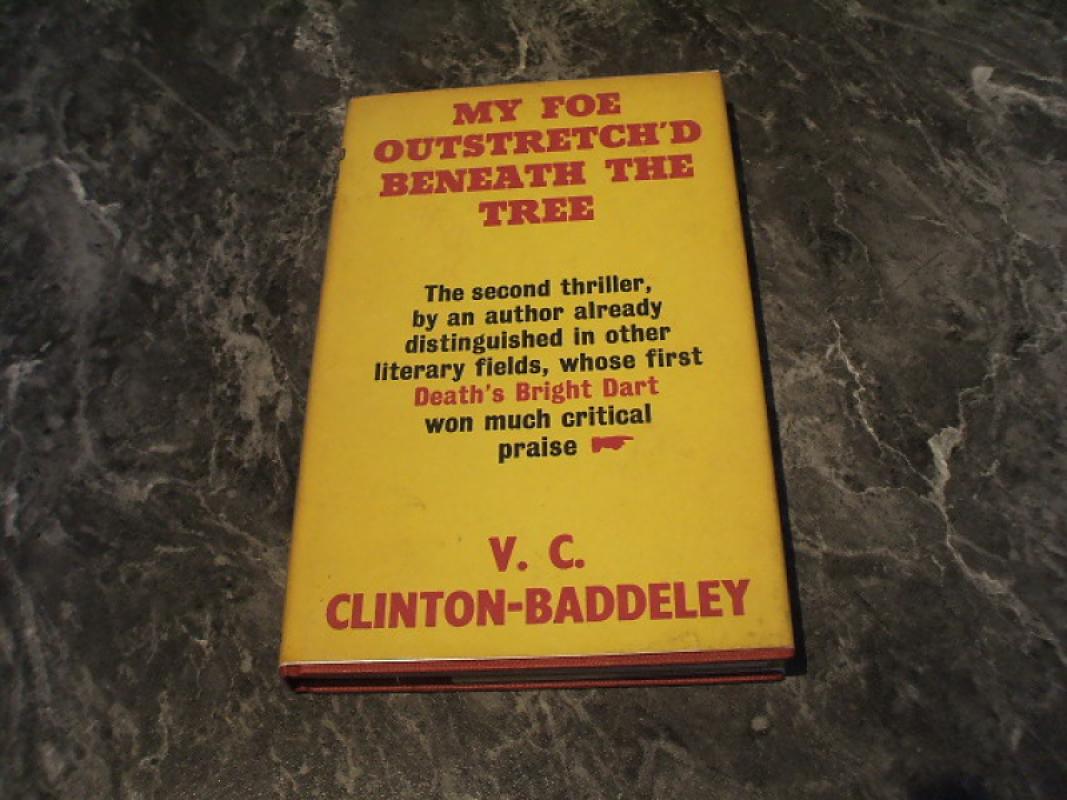 MY FOE
OUTSTRETCH'D
BENEATH THE
TREE
The second thriller,
by an author already
distinguished in other
literary fields, whose first
Death's Bright Dart
won much critical
praise
V. C.
CLINTON-BADDELEY